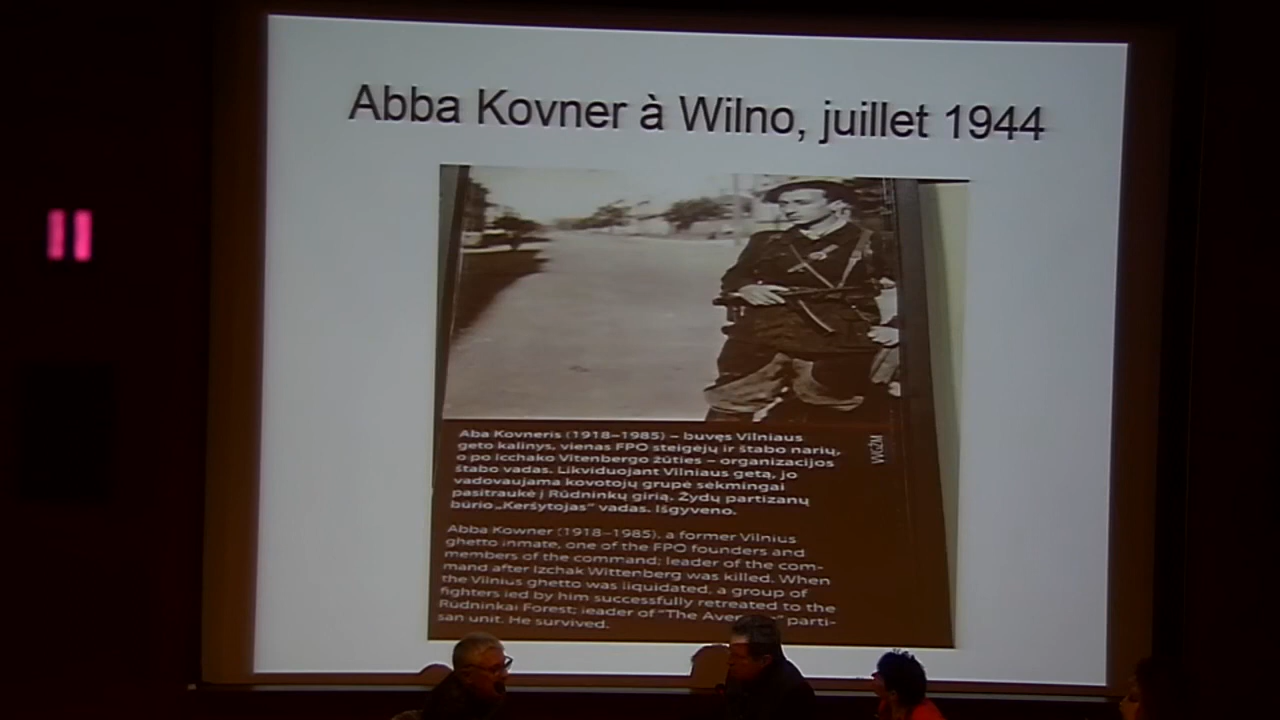 Abba Kovner à Wilno, juillet 1944
Aba Kovneris (1918–1985) – buvęs Vilniaus
geto kalinys, vienas FPO steigėjų ir štabo narių,
o po Icchako Vitenbergo žūties – organizacijos
štabo vadas. Likviduojant Vilniaus getą, jo
vadovaujama kovotojų grupė sėkmingai
pasitraukė į Rūdninkų girią. Žydų partizanų
būrio „Keršytojas“ vadas. Išgyveno.
VVGŽM
Abba Kowner (1918–1985), a former Vilnius
ghetto inmate, one of the FPO founders and
members of the command; leader of the com-
mand after Izchak Wittenberg was killed. When
the Vilnius ghetto was liquidated, a group of
fighters led by him successfully retreated to the
Rūdninkai Forest; leader of "The parti-
san unit. He survived.